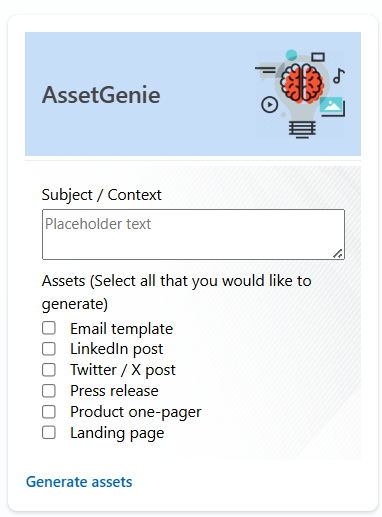 AssetGenie
Subject / Context
Placeholder text
Assets (Select all that you would like to
generate)
Email template
LinkedIn post
Twitter / X post
Press release
Product one-pager
Landing page
Generate assets